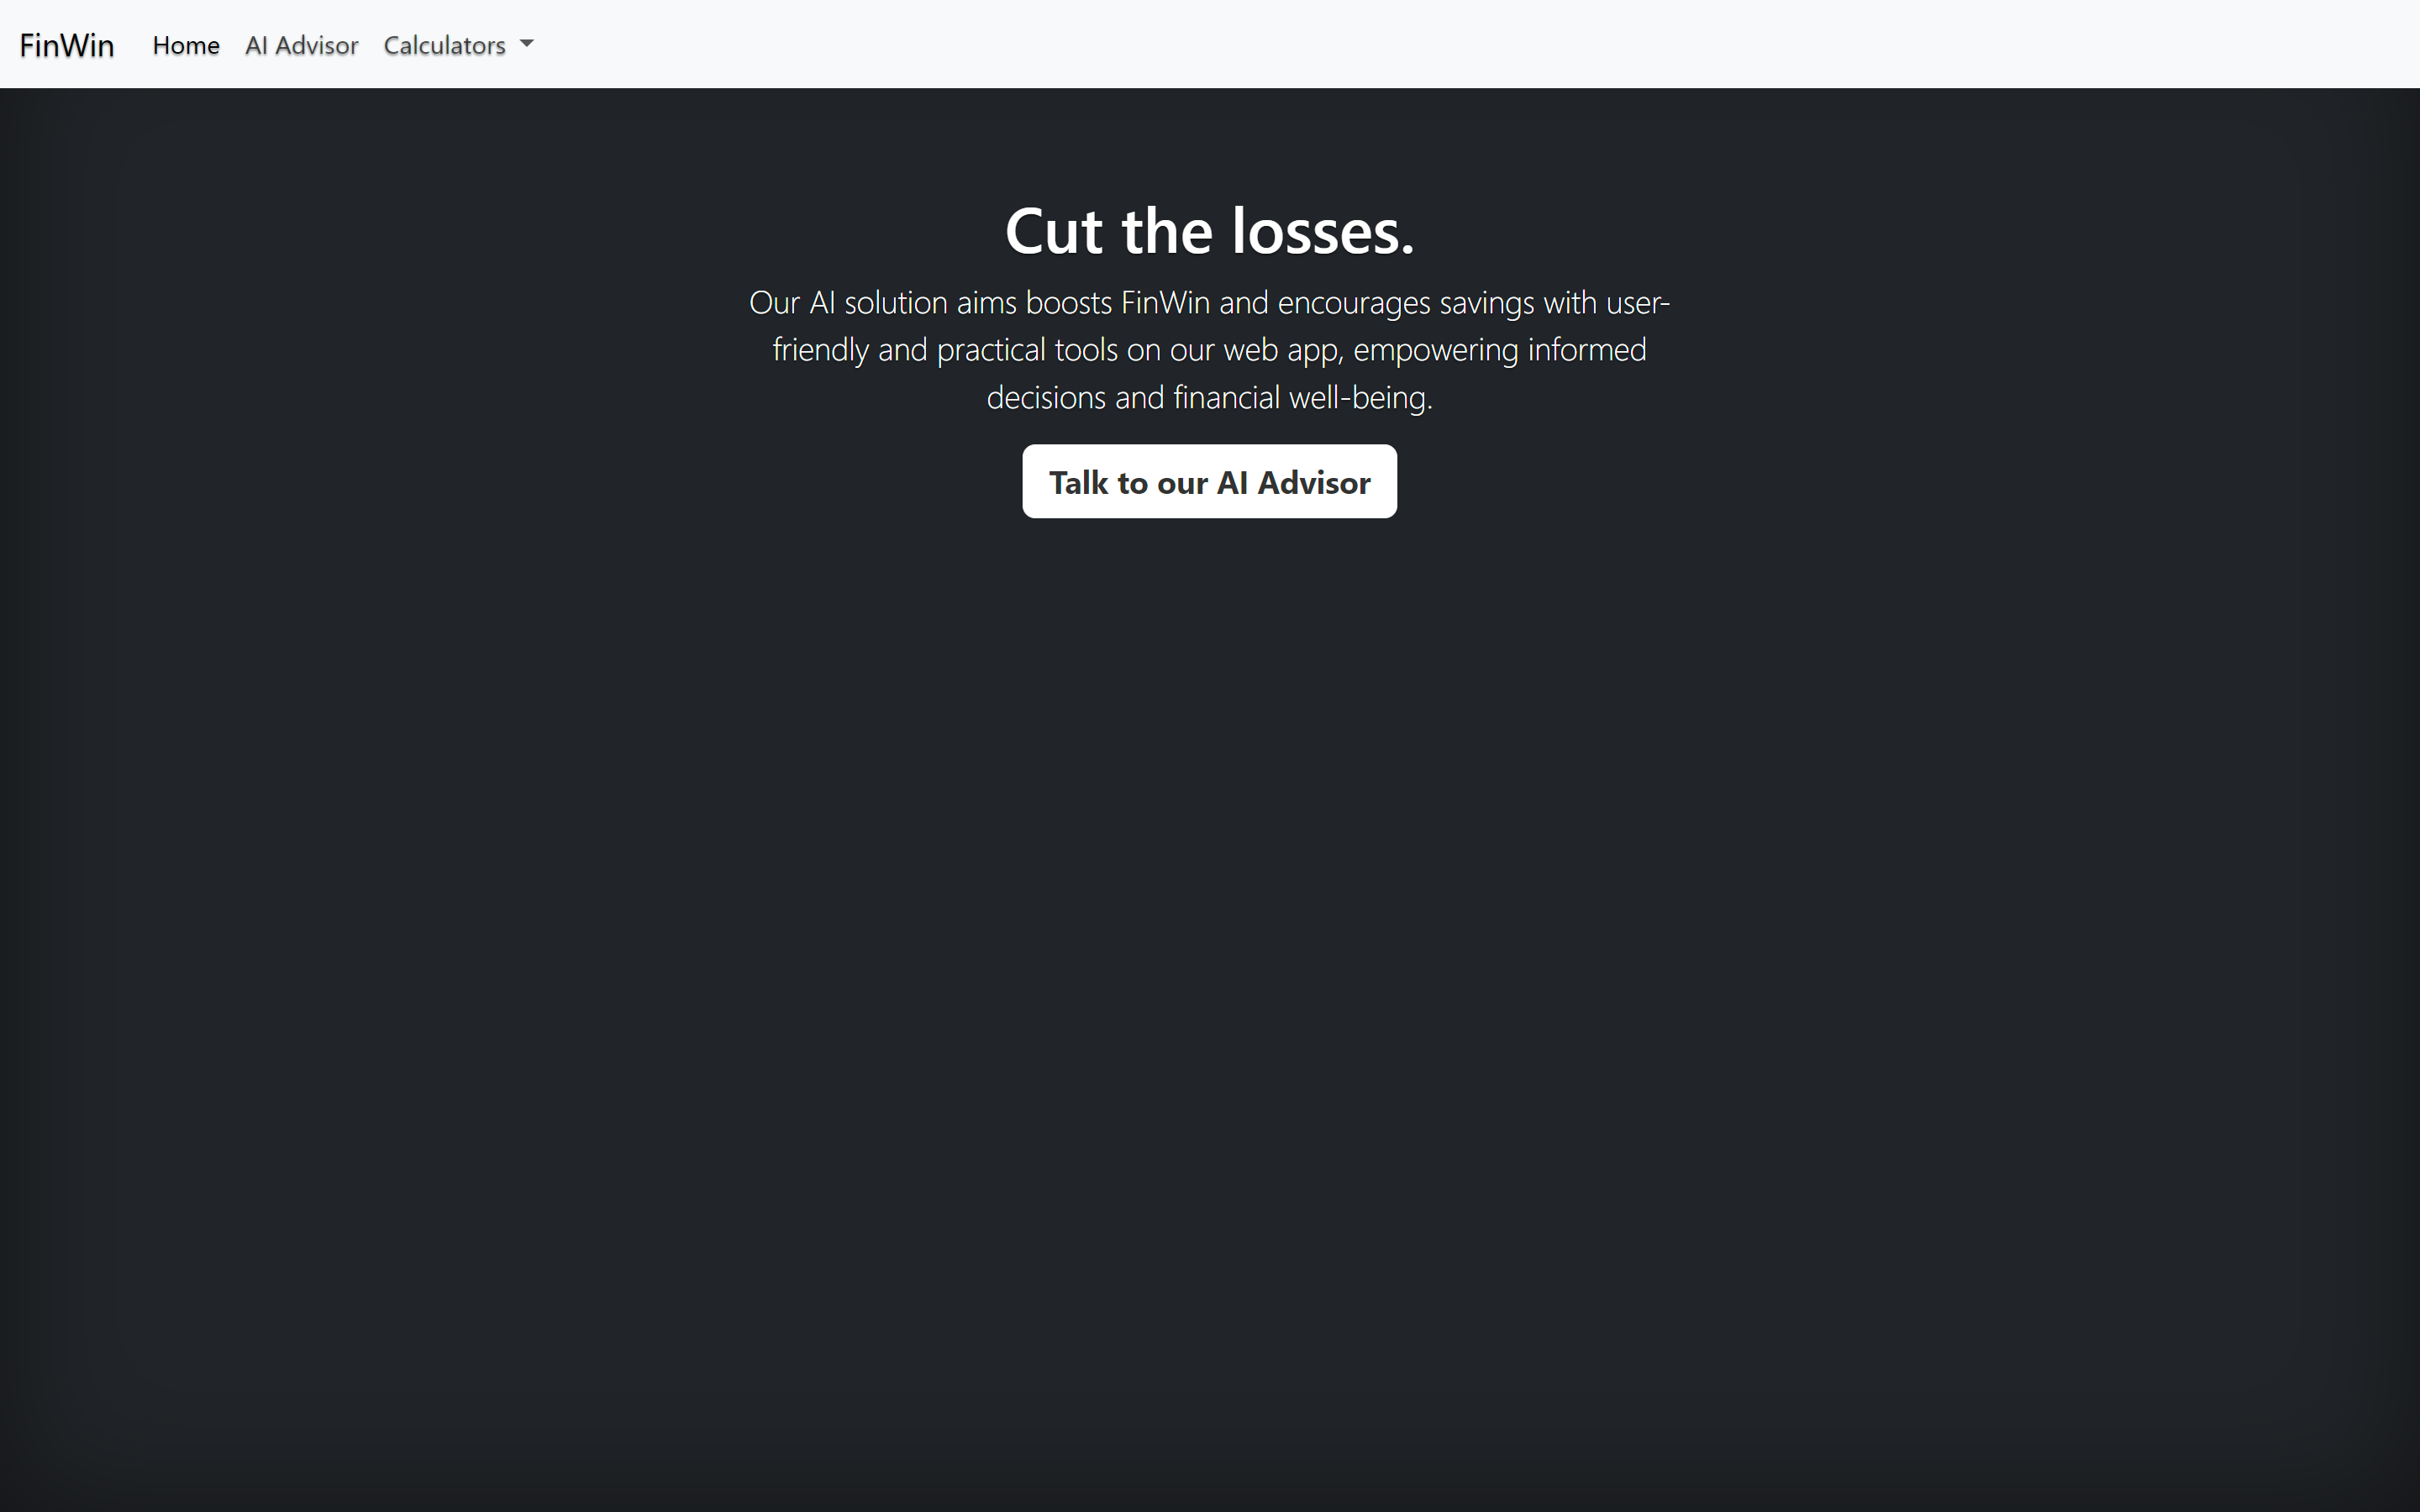 FinWin Home AI Advisor Calculators
Cut the losses.
Our AI solution aims boosts FinWin and encourages savings with user-
friendly and practical tools on our web app, empowering informed
decisions and financial well-being.
Talk to our AI Advisor